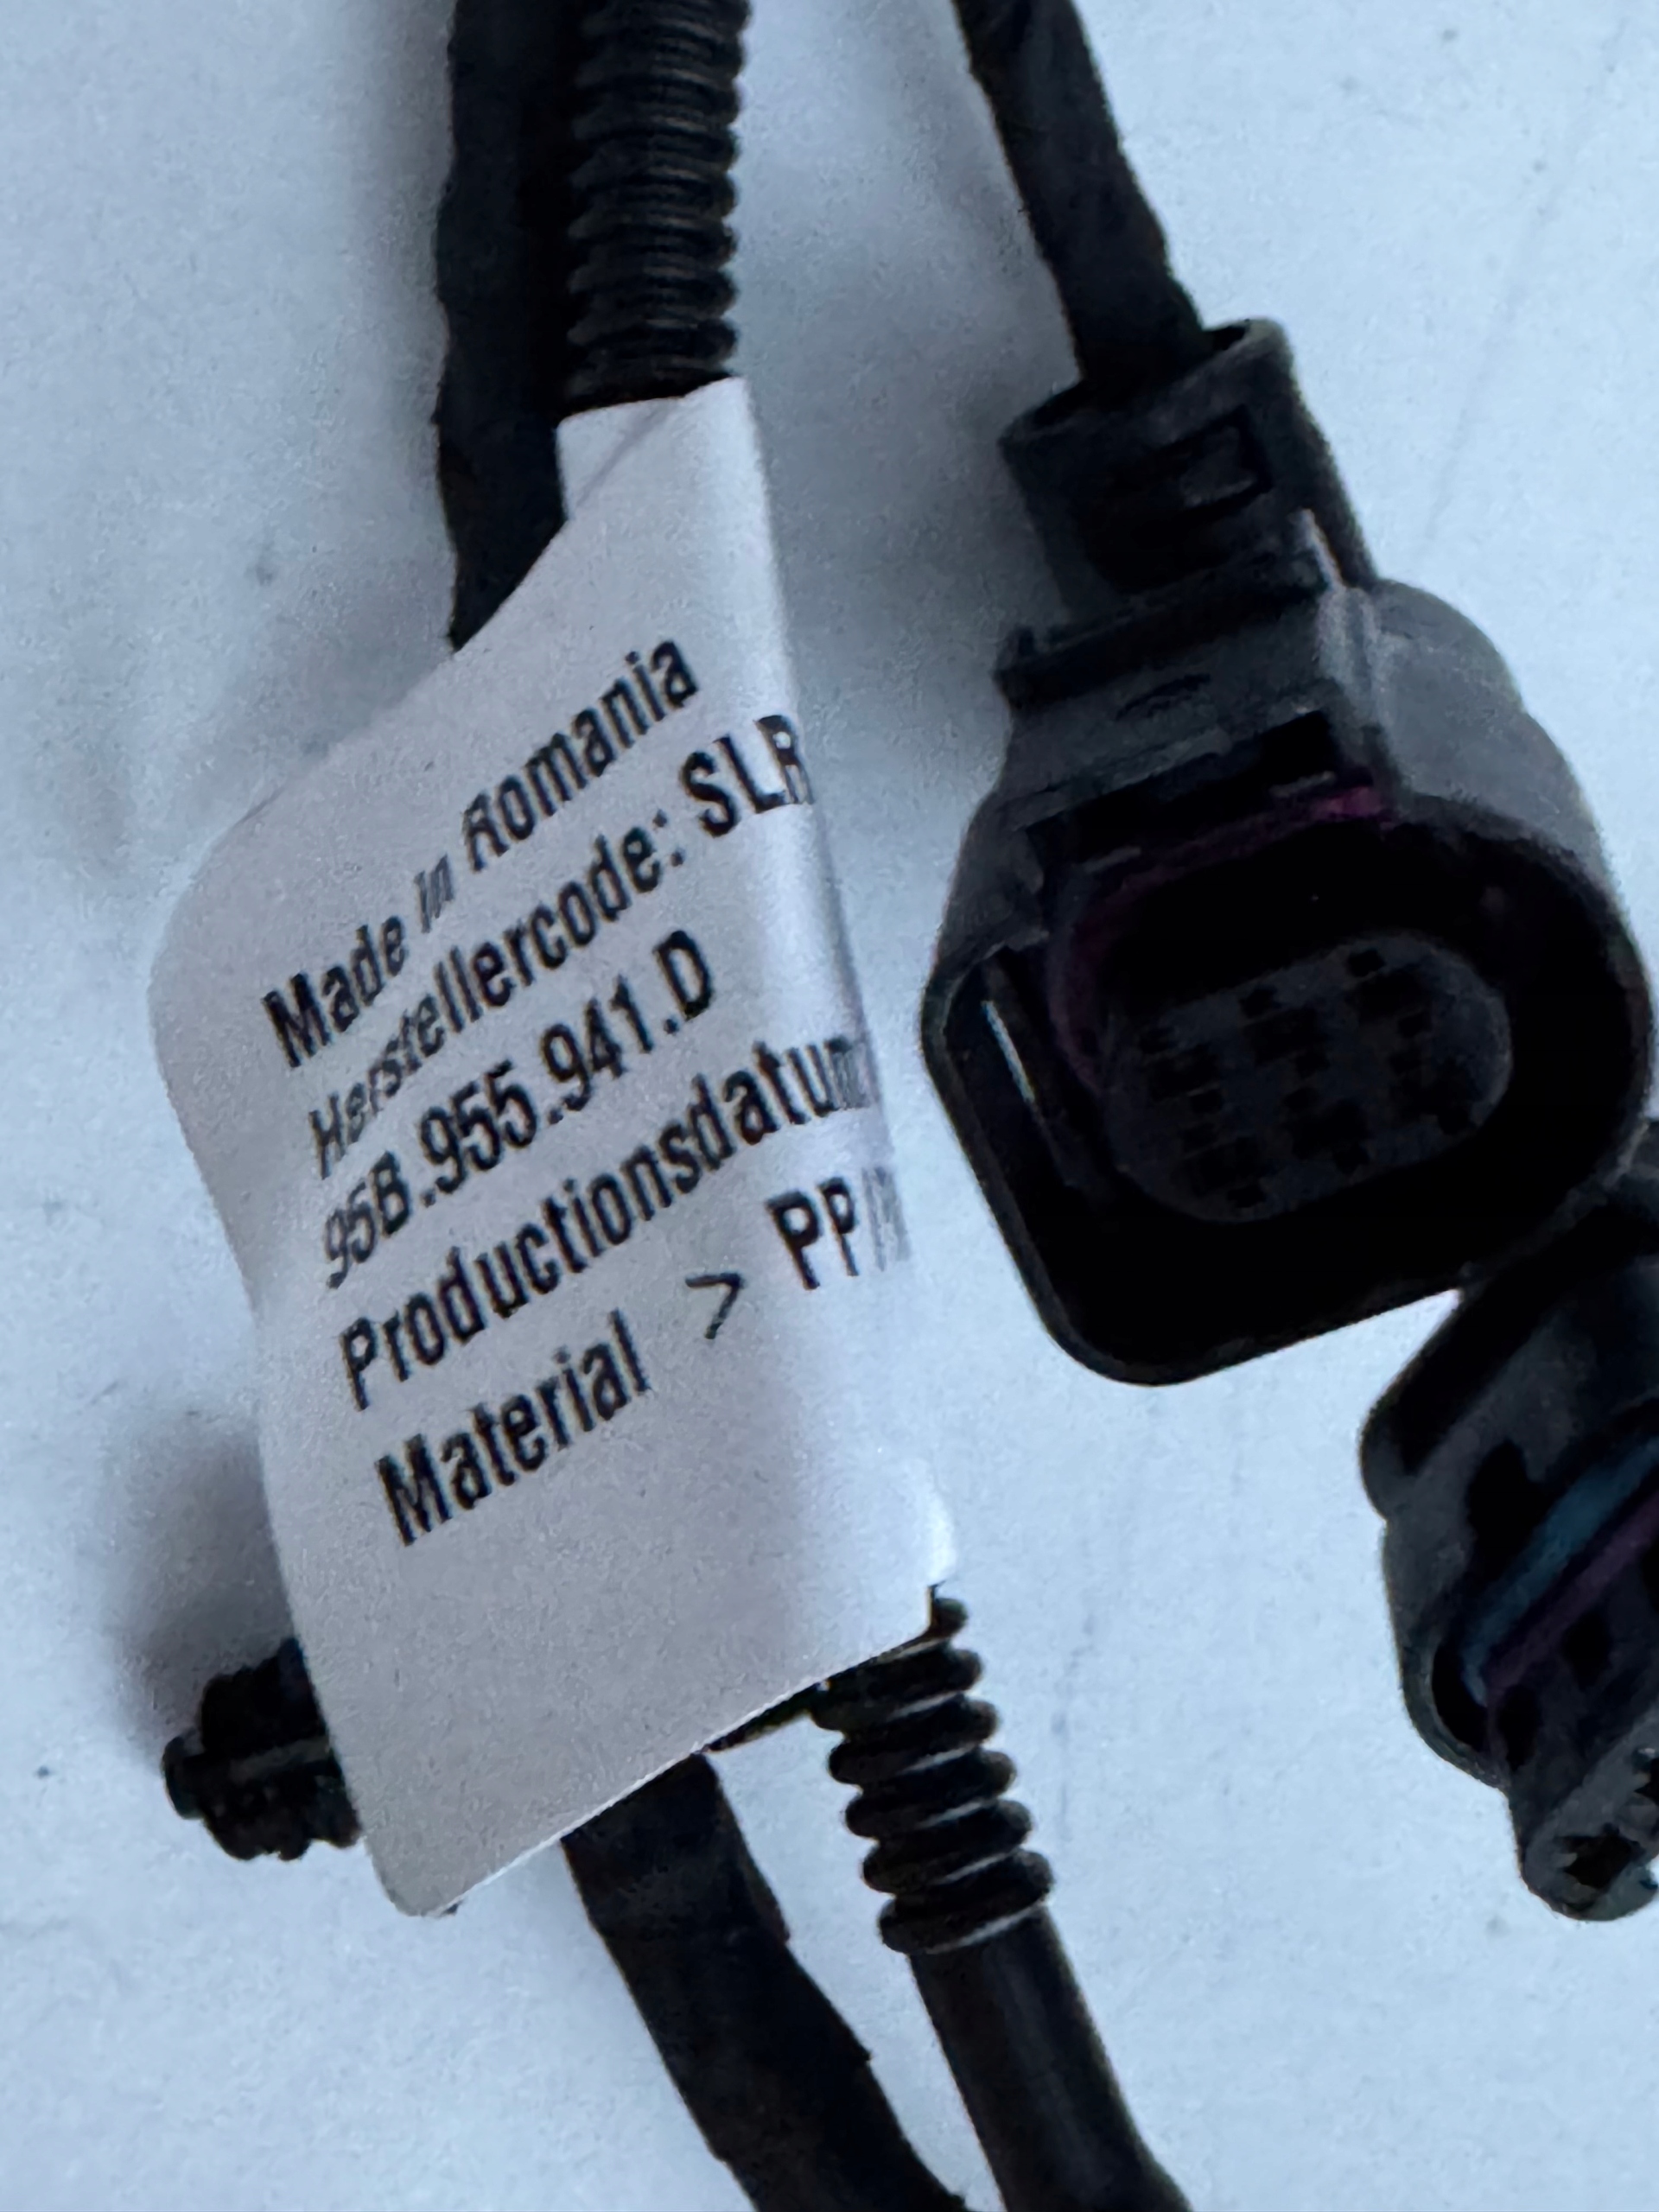 Made in Romania
Herstellercode: SLR
95B.955.941.D
Productionsdatum
Material > PP/